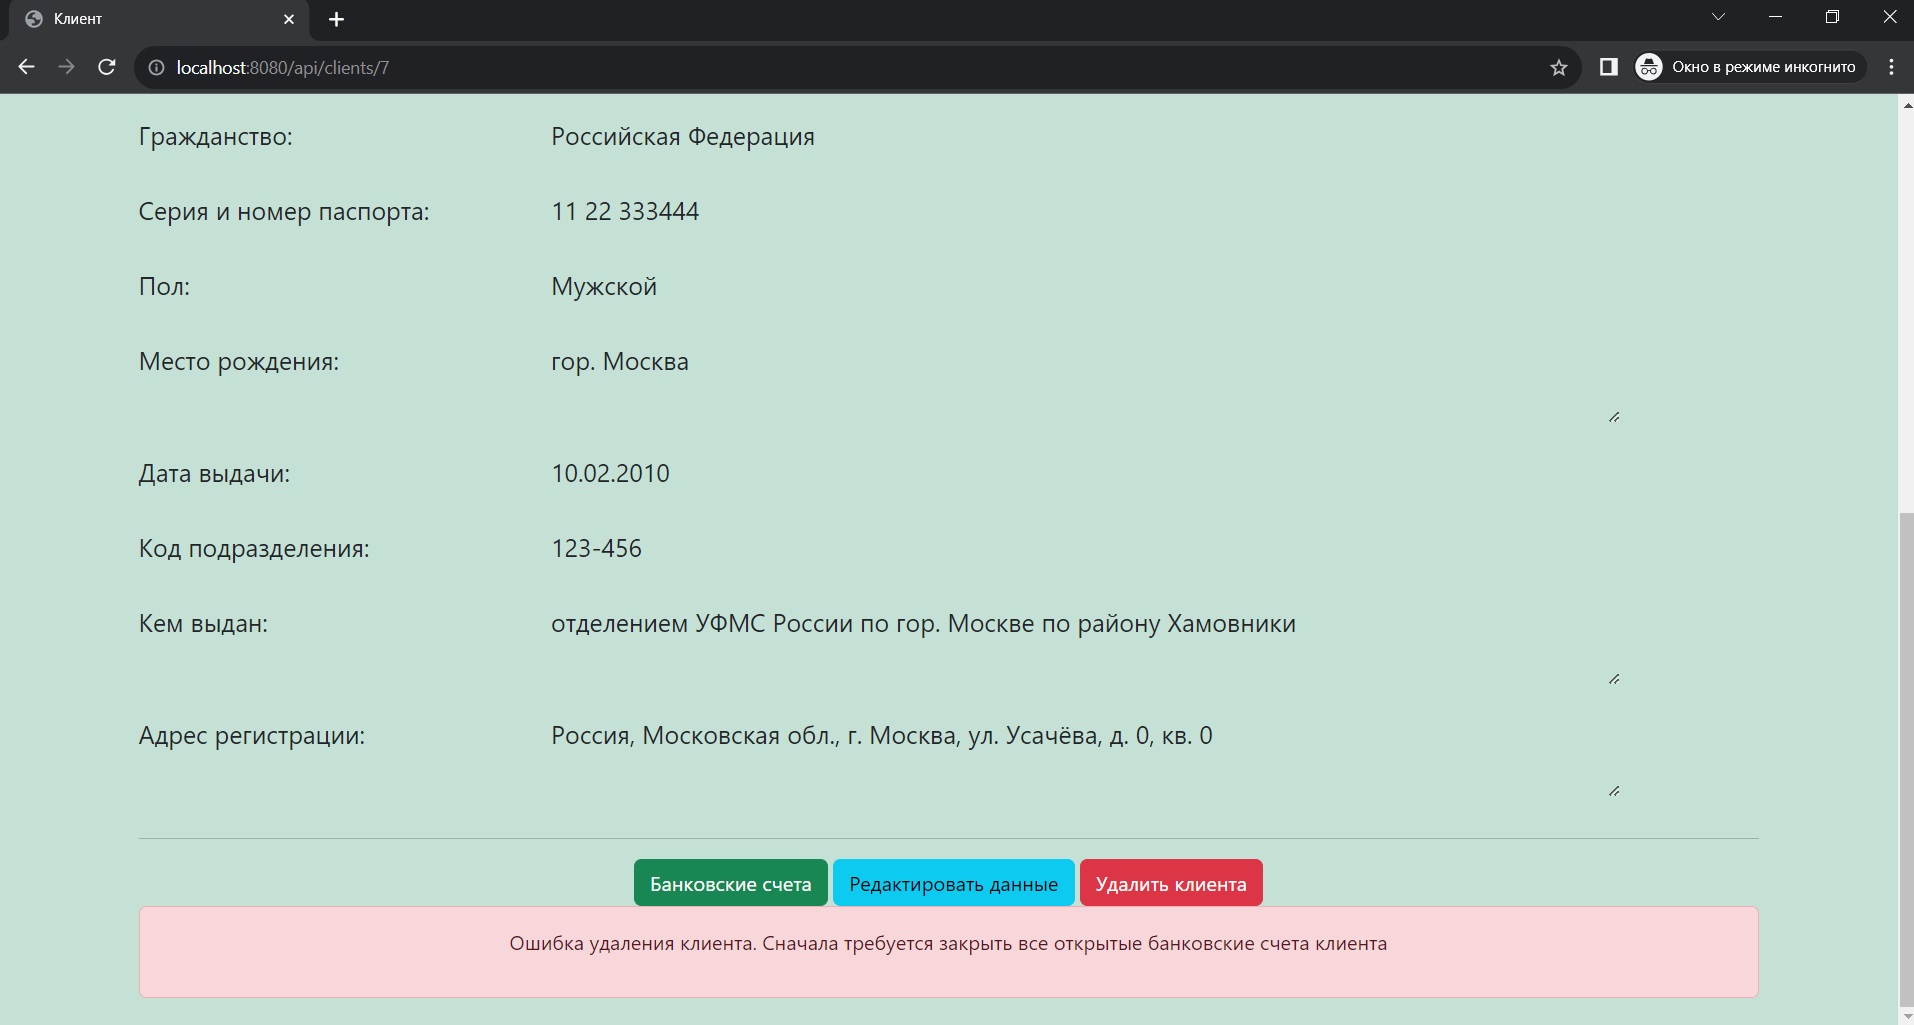 Клиент
localhost:8080/api/clients/7
Окно в режиме инкогнито
Гражданство: Российская Федерация
Серия и номер паспорта: 11 22 333444
Пол: Мужской
Место рождения: гор. Москва
Дата выдачи: 10.02.2010
Код подразделения: 123-456
Кем выдан: отделением УФМС России по гор. Москве по району Хамовники
Адрес регистрации: Россия, Московская обл., г. Москва, ул. Усачёва, д. 0, кв. 0
Банковские счета Редактировать данные Удалить клиента
Ошибка удаления клиента. Сначала требуется закрыть все открытые банковские счета клиента